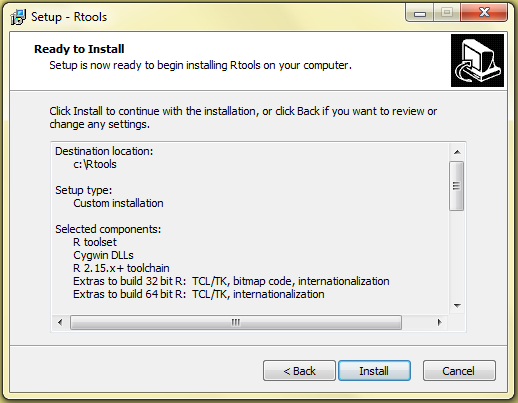 Setup - Rtools
Ready to Install
Setup is now ready to begin installing Rtools on your computer.
Click Install to continue with the installation, or click Back if you want to review or
change any settings.
Destination location:
c:\Rtools
Setup type:
Custom installation
Selected components:
R toolset
Cygwin DLLs
R 2.15.x+ toolchain
Extras to build 32 bit R:  TCL/TK, bitmap code, internationalization
Extras to build 64 bit R:  TCL/TK, internationalization
< Back
Install
Cancel